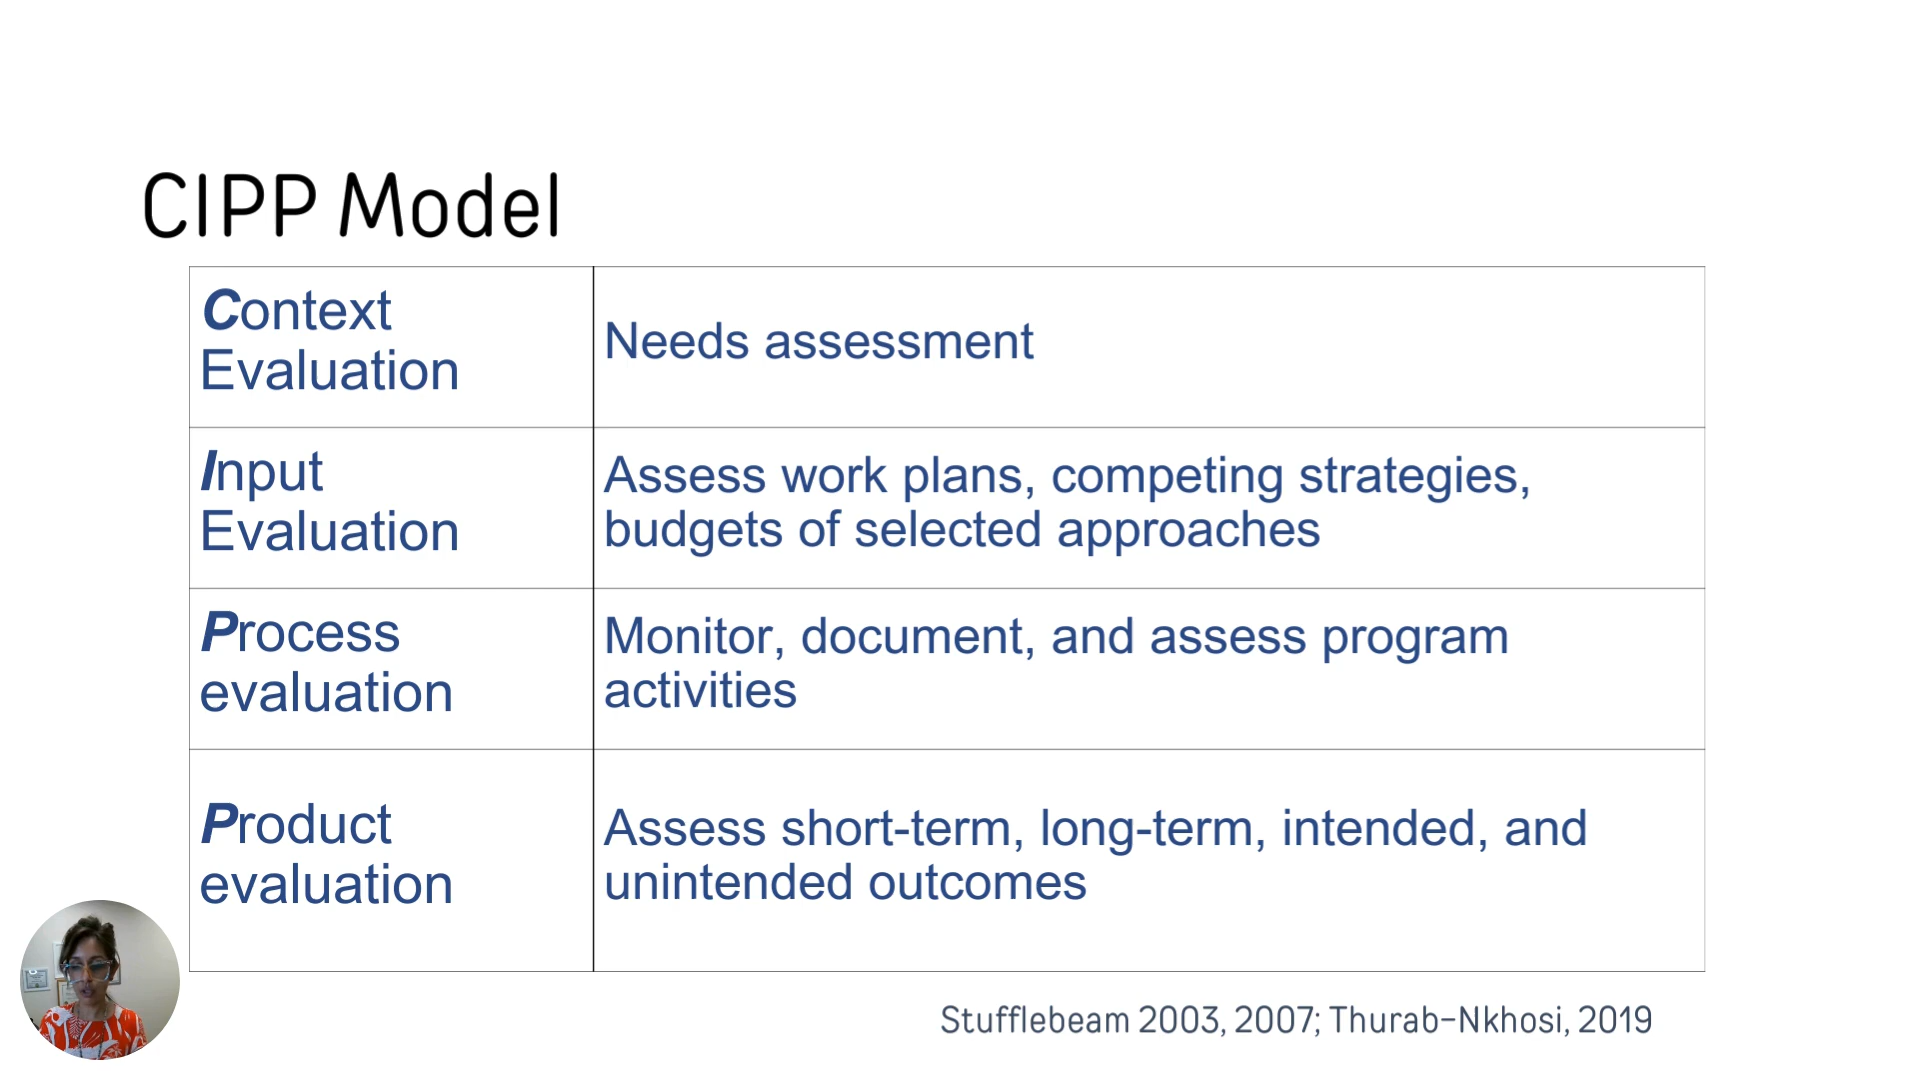 CIPP Model
Context
Evaluation
Needs assessment
Input
Evaluation
Assess work plans, competing strategies,
budgets of selected approaches
Process
evaluation
Monitor, document, and assess program
activities
Product
evaluation
Assess short-term, long-term, intended, and
unintended outcomes
Stufflebeam 2003, 2007; Thurab-Nkhosi, 2019